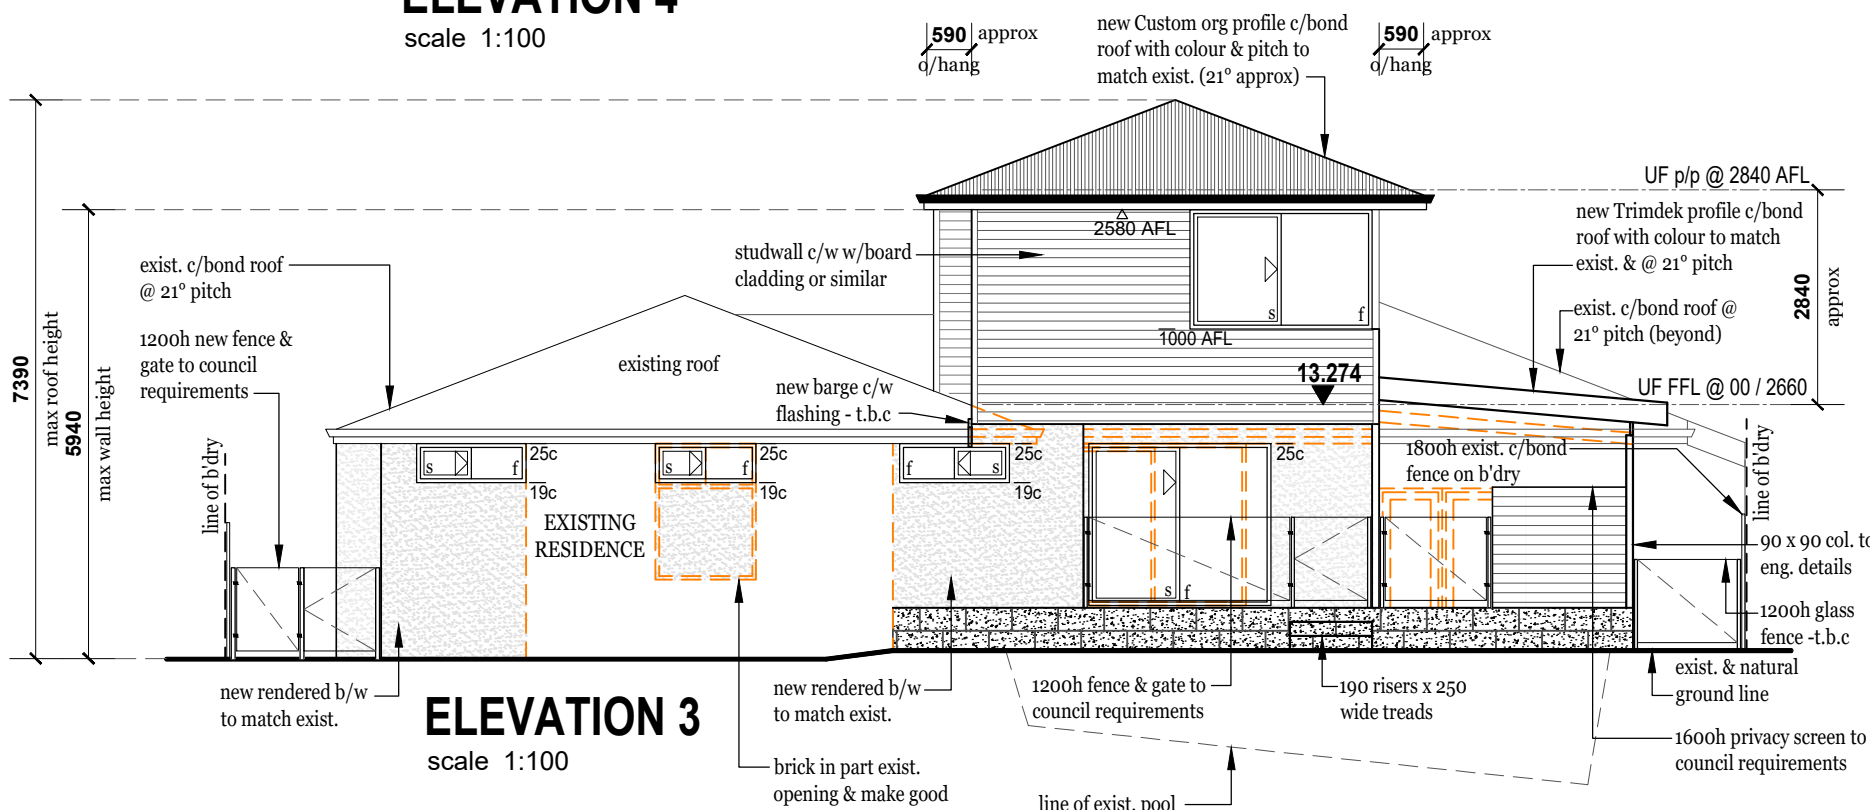 ELEVATION 4
scale 1:100
590 approx
o/hang
new Custom org profile c/bond
roof with colour & pitch to
match exist. (21° approx)
590 approx
o/hang
UF p/p @ 2840 AFL
new Trimdek profile c/bond
roof with colour to match
exist. & @ 21° pitch
2840
approx
exist. c/bond roof @
21° pitch (beyond)
UF FFL @ 00 / 2660
7390
max roof height
5940
max wall height
exist. c/bond roof
@ 21° pitch
1200h new fence &
gate to council
requirements
line of b'dry
studwall c/w w/board
cladding or similar
2580 AFL
s
f
1000 AFL
13.274
existing roof
new barge c/w
flashing - t.b.c
s f
25c
19c
s f
25c
19c
f s
25c
19c
25c
s f
EXISTING
RESIDENCE
1800h exist. c/bond
fence on b'dry
line of b'dry
90 x 90 col. to
eng. details
1200h glass
fence -t.b.c
exist. & natural
ground line
new rendered b/w
to match exist.
new rendered b/w
to match exist.
1200h fence & gate to
council requirements
190 risers x 250
wide treads
1600h privacy screen to
council requirements
ELEVATION 3
scale 1:100
brick in part exist.
opening & make good
line of exist. pool